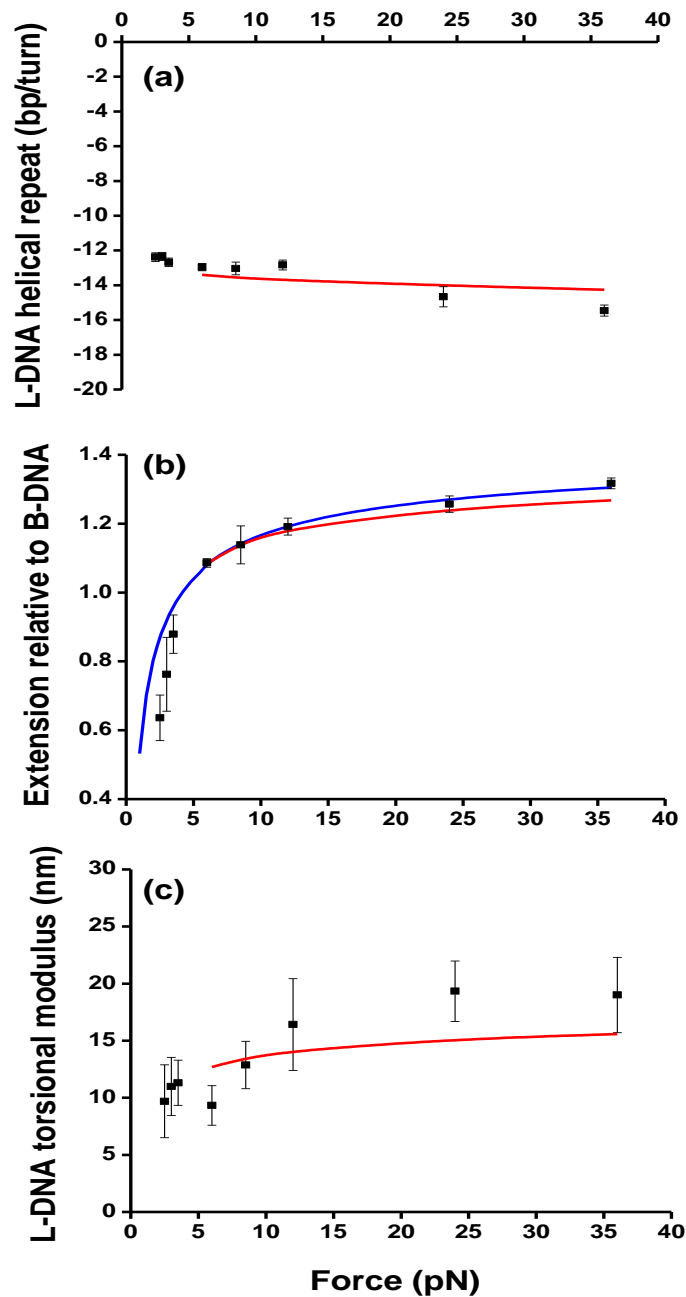 0 5 10 15 20 25 30 35 40
(a)
L-DNA helical repeat (bp/turn)
0
-2
-4
-6
-8
-10
-12
-14
-16
-18
-20
(b)
Extension relative to B-DNA
1.4
1.2
1.0
0.8
0.6
0.4
0 5 10 15 20 25 30 35 40
(c)
L-DNA torsional modulus (nm)
30
25
20
15
10
5
0
0 5 10 15 20 25 30 35 40
Force (pN)